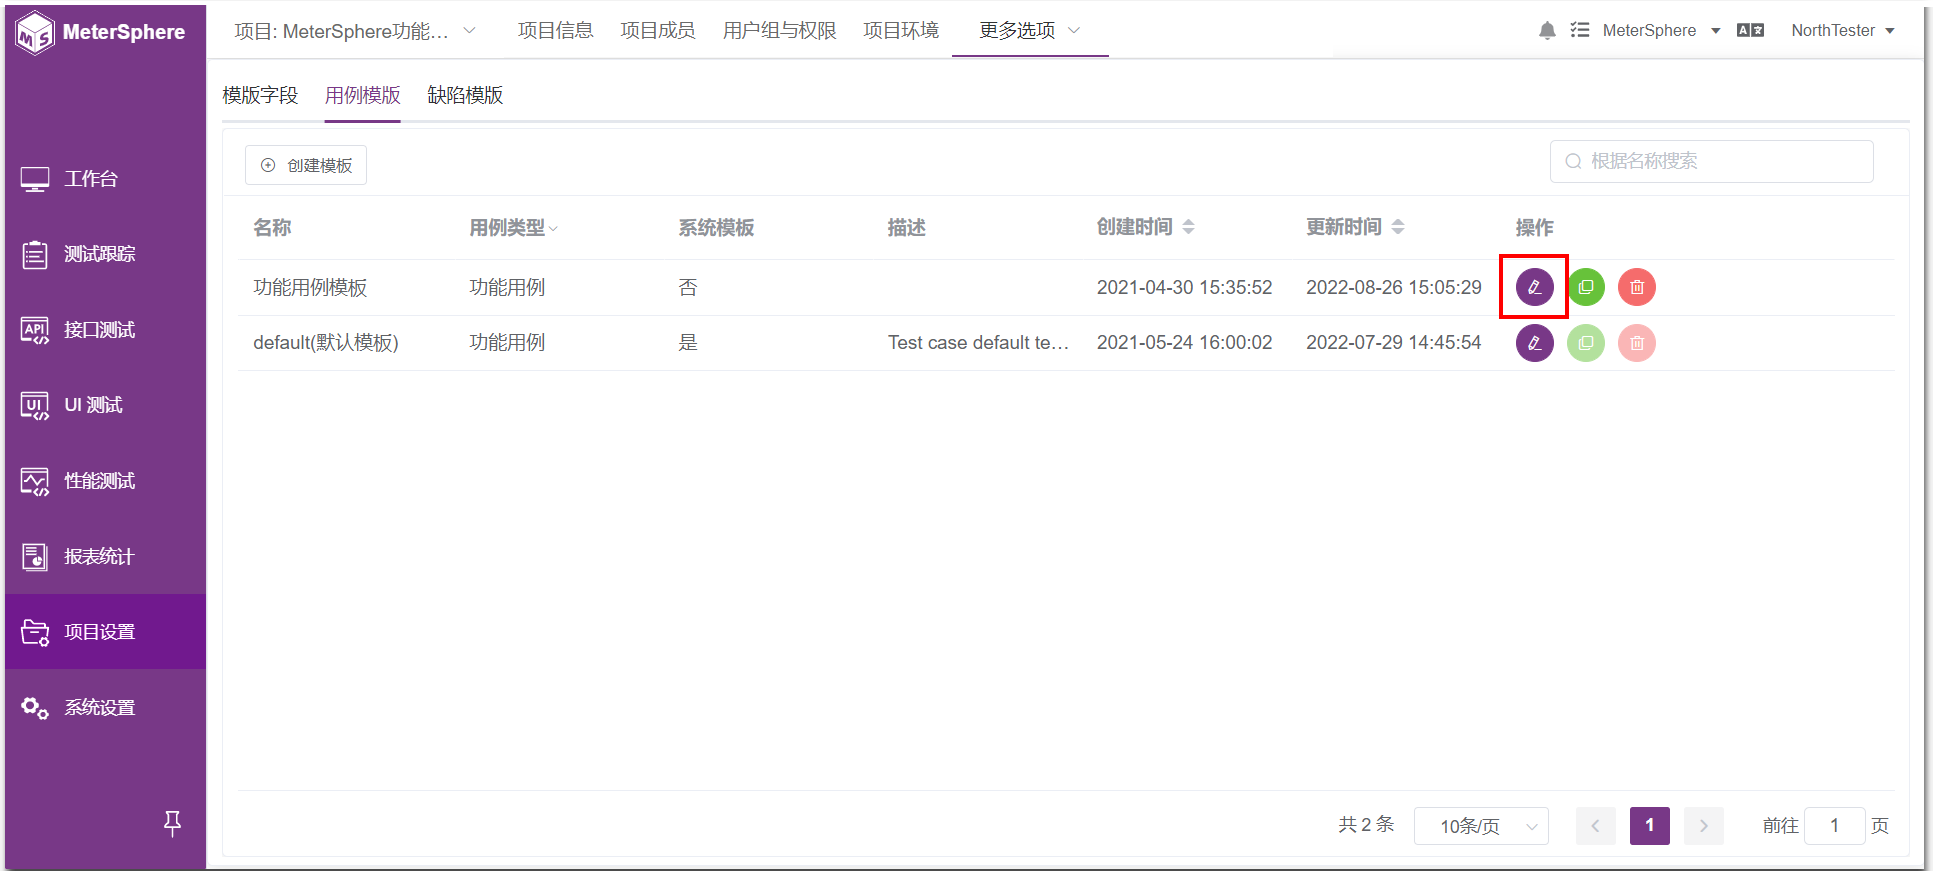 MeterSphere
项目: MeterSphere功能...
项目信息
项目成员
用户组与权限
项目环境
更多选项
MeterSphere
NorthTester
模版字段
用例模版
缺陷模版
工作台
测试跟踪
API
接口测试
UI
UI 测试
性能测试
报表统计
项目设置
系统设置
创建模板
根据名称搜索
名称 用例类型 系统模板 描述 创建时间 更新时间 操作
功能用例模板 功能用例 否 2021-04-30 15:35:52 2022-08-26 15:05:29
default(默认模板) 功能用例 是 Test case default te... 2021-05-24 16:00:02 2022-07-29 14:45:54
共 2 条 10条/页 1 前往 1 页